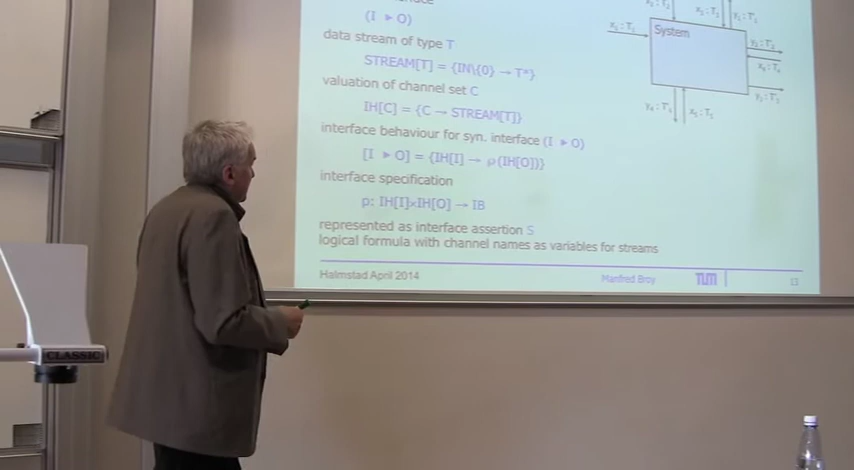 (I ▸ O)
data stream of type T
STREAM[T] = {IN\{0} → T*}
valuation of channel set C
IH[C] = {C → STREAM[T]}
interface behaviour for syn. interface (I ▸ O)
[I ▸ O] = {IH[I] → ℘(IH[O])}
interface specification
p: IH[I]×IH[O] → IB
represented as interface assertion S
logical formula with channel names as variables for streams
System
Halmstad April 2014
Manfred Broy
TUM
13
CLASSIC